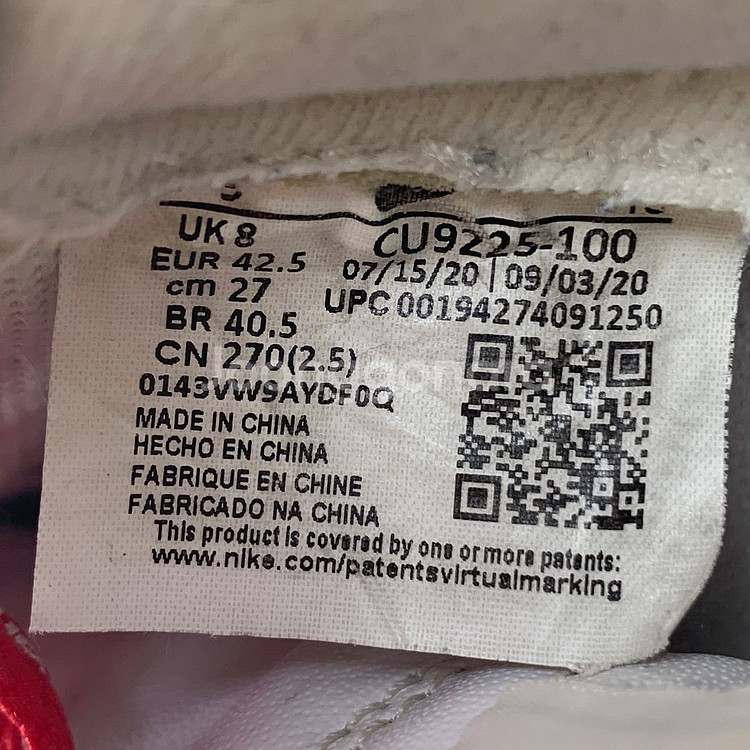 UK 8
EUR 42.5
cm 27
BR 40.5
CN 270(2.5)
0143VW9AYDF0Q
CU9225-100
07/15/20 | 09/03/20
UPC 00194274091250
MADE IN CHINA
HECHO EN CHINA
FABRIQUE EN CHINE
FABRICADO NA CHINA
This product is covered by one or more patents:
www.nike.com/patentsvirtualmarking